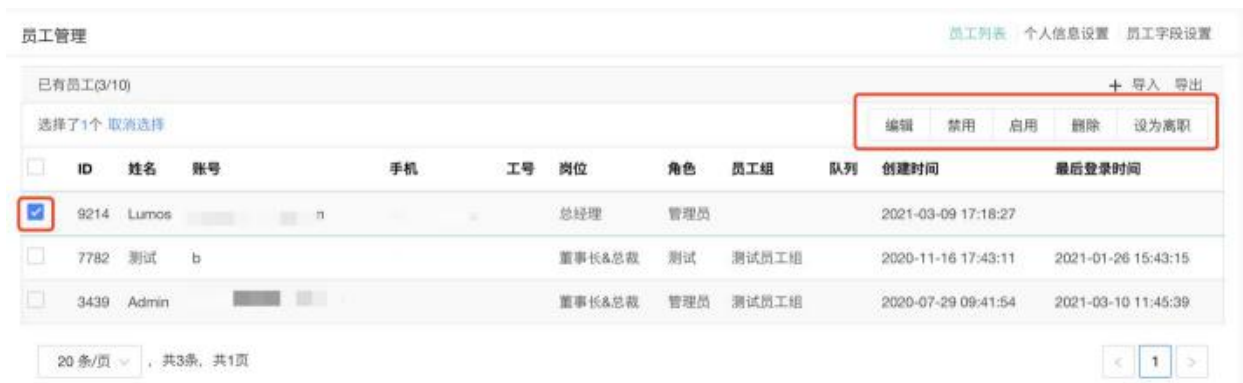 员工管理 员工列表 个人信息设置 员工字段设置
已有员工(3/10) + 导入 导出
选择了1个 取消选择 编辑 禁用 启用 删除 设为离职
ID 姓名 账号 手机 工号 岗位 角色 员工组 队列 创建时间 最后登录时间
9214 Lumos n 总经理 管理员 2021-03-09 17:18:27
7782 测试 b 董事长&总裁 测试 测试员工组 2020-11-16 17:43:11 2021-01-26 15:43:15
3439 Admin 董事长&总裁 管理员 测试员工组 2020-07-29 09:41:54 2021-03-10 11:45:39
20 条/页 ，共3条，共1页 < 1 >